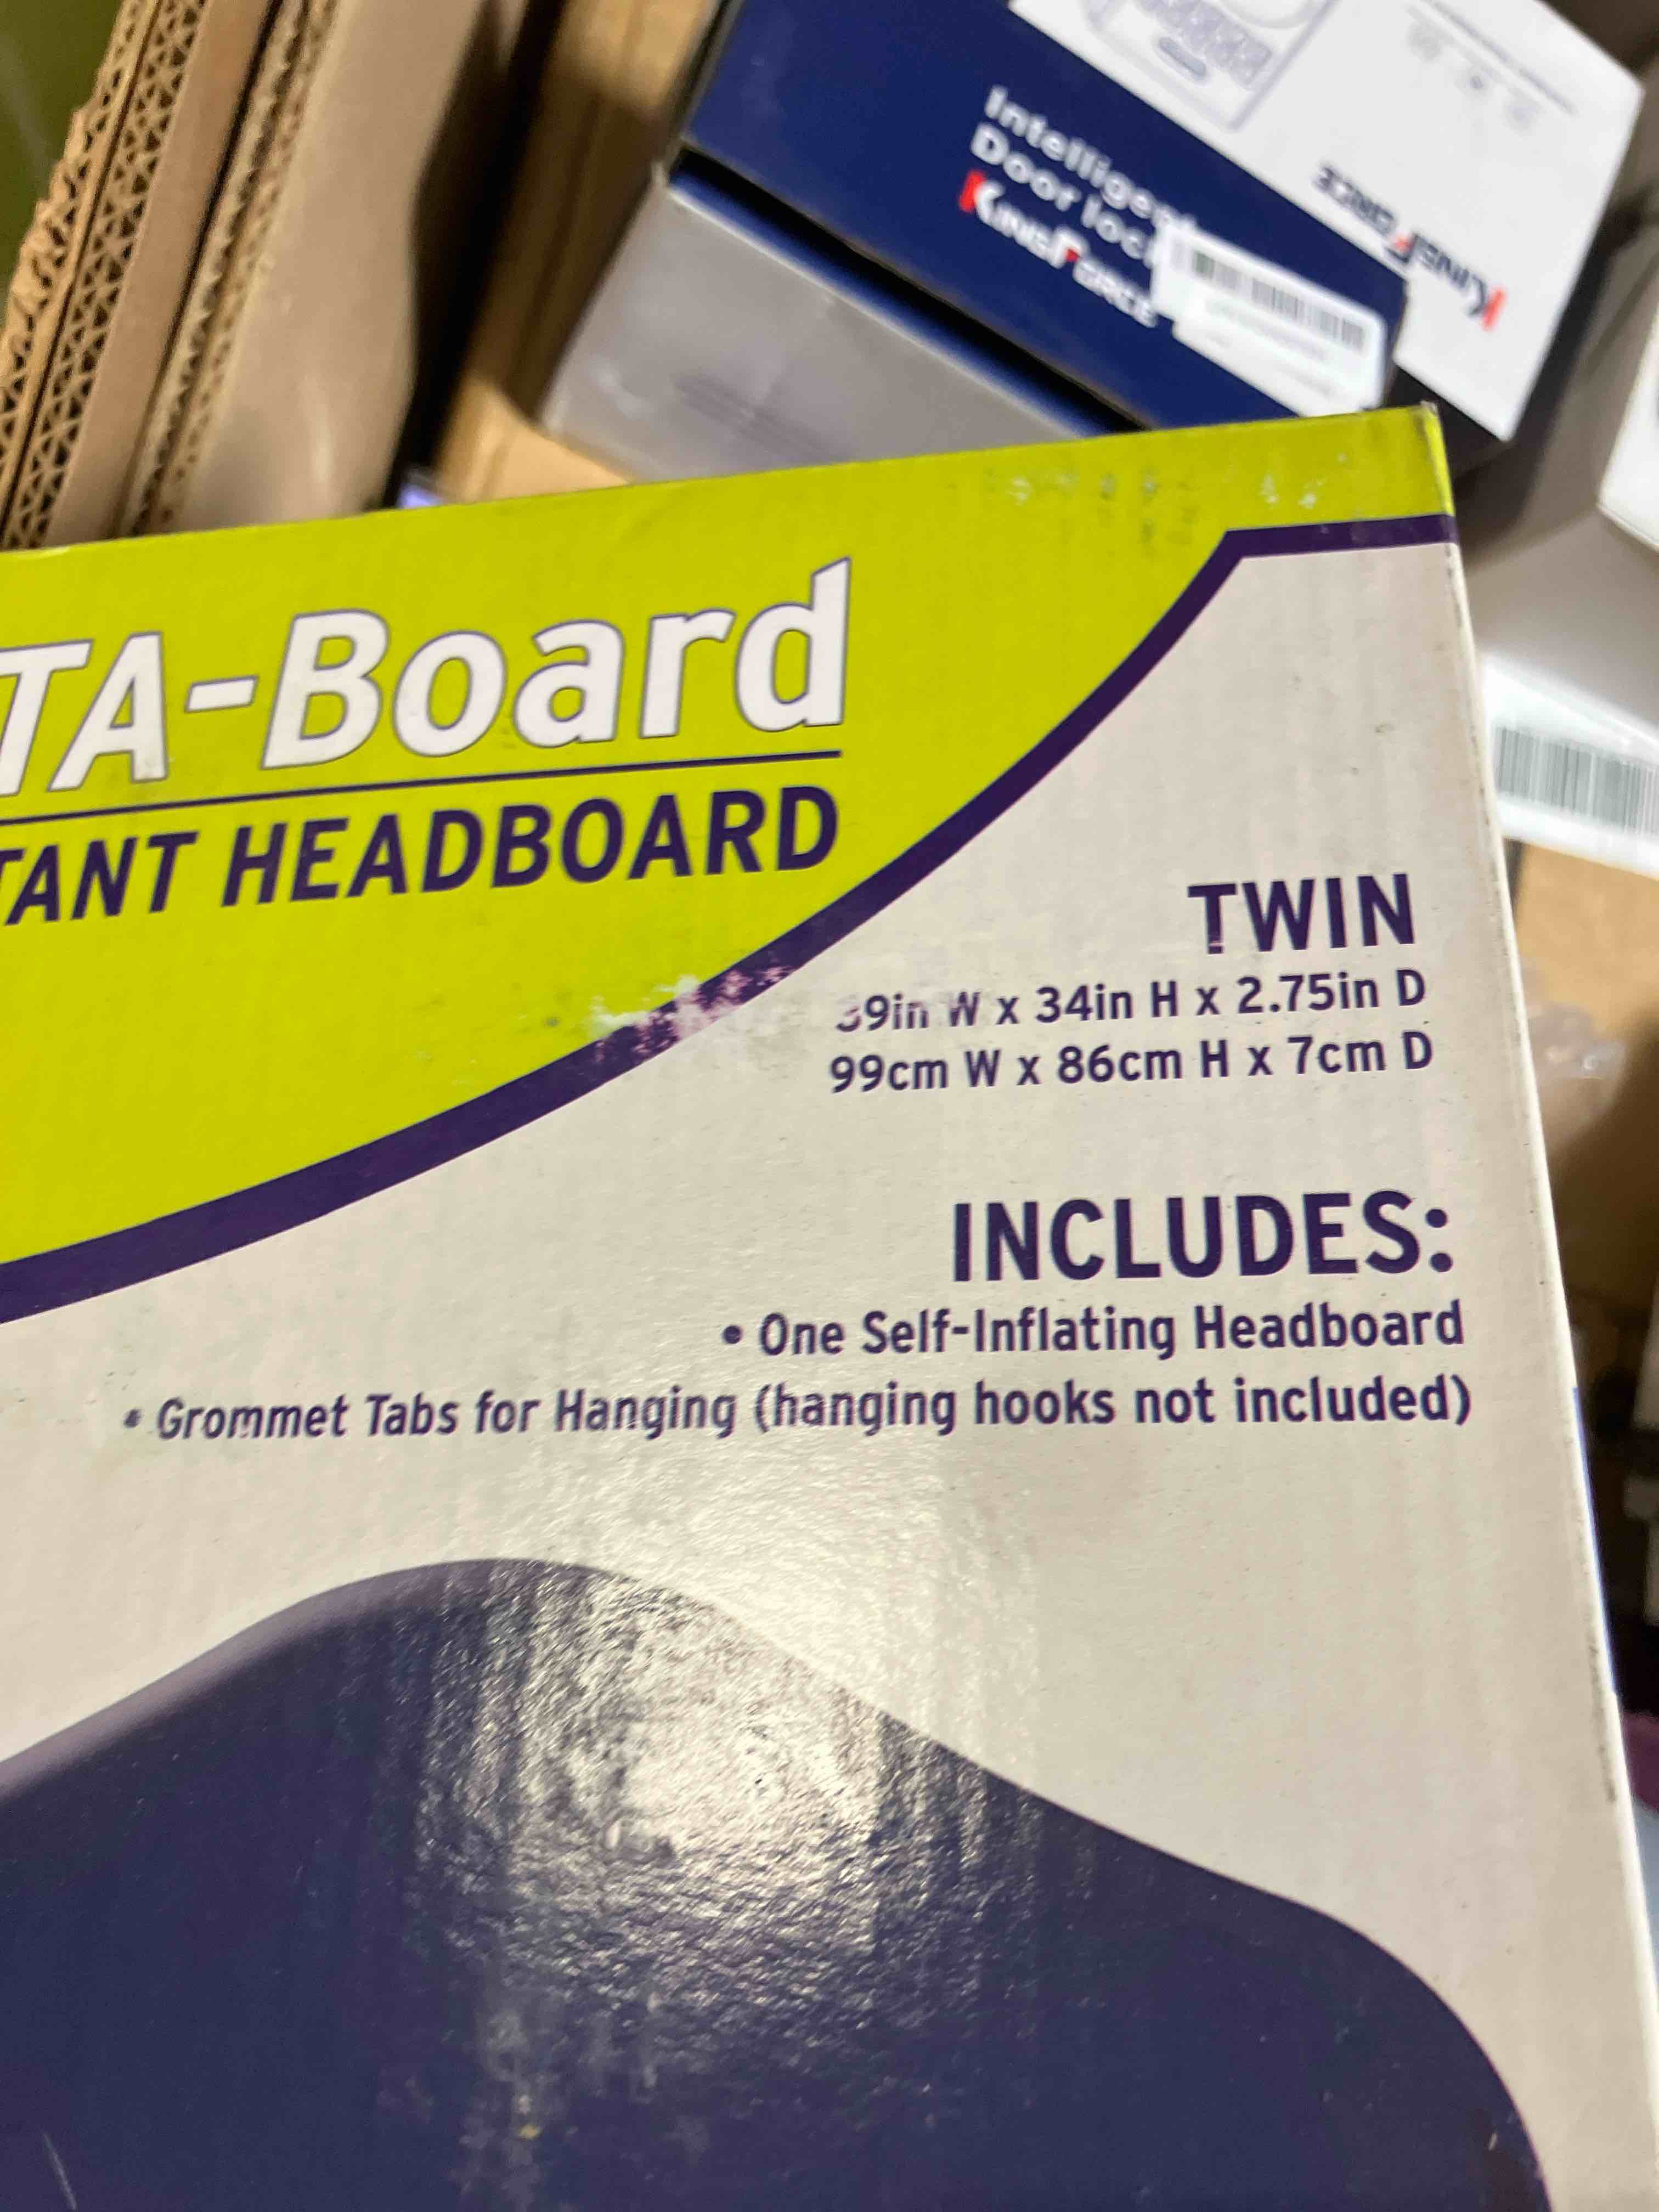 Intelligent
Door lock
KINGFORCE
KINGFORCE
TA-Board
TANT HEADBOARD
TWIN
39in W x 34in H x 2.75in D
99cm W x 86cm H x 7cm D
INCLUDES:
• One Self-Inflating Headboard
• Grommet Tabs for Hanging (hanging hooks not included)